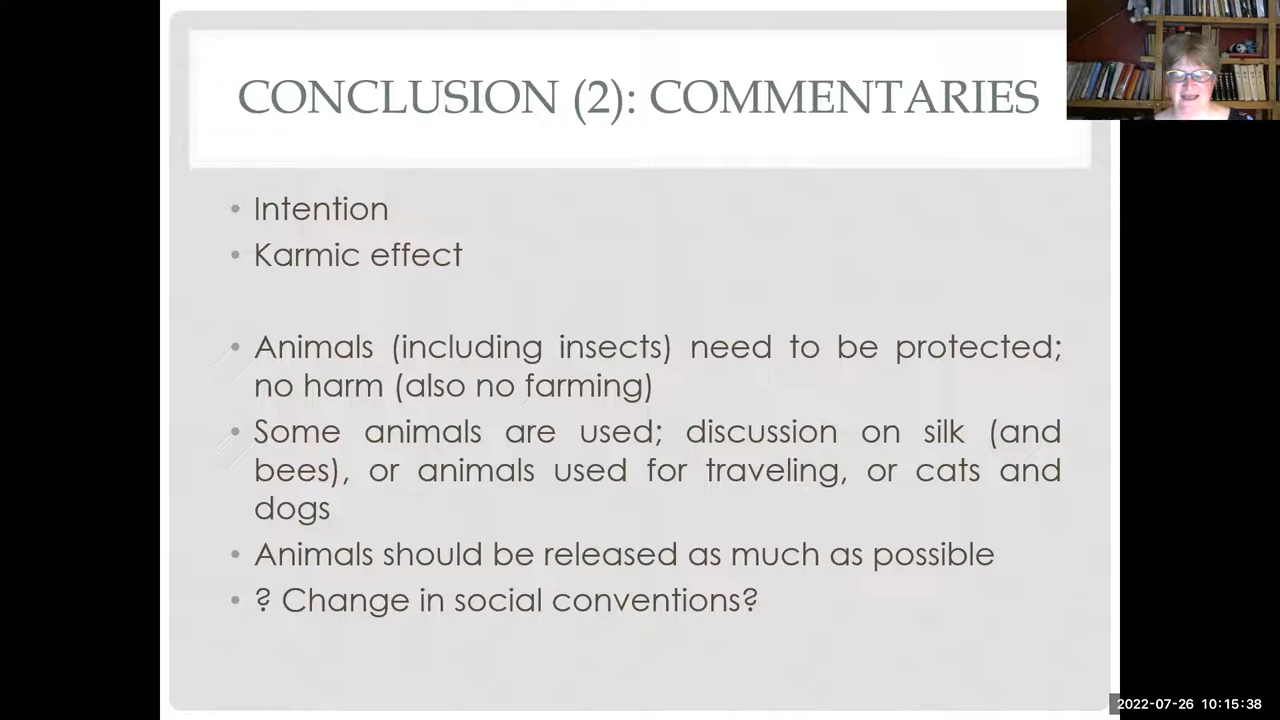 CONCLUSION (2): COMMENTARIES
• Intention
• Karmic effect
• Animals (including insects) need to be protected;
no harm (also no farming)
• Some animals are used; discussion on silk (and
bees), or animals used for traveling, or cats and
dogs
• Animals should be released as much as possible
• ? Change in social conventions?
2022-07-26 10:15:38